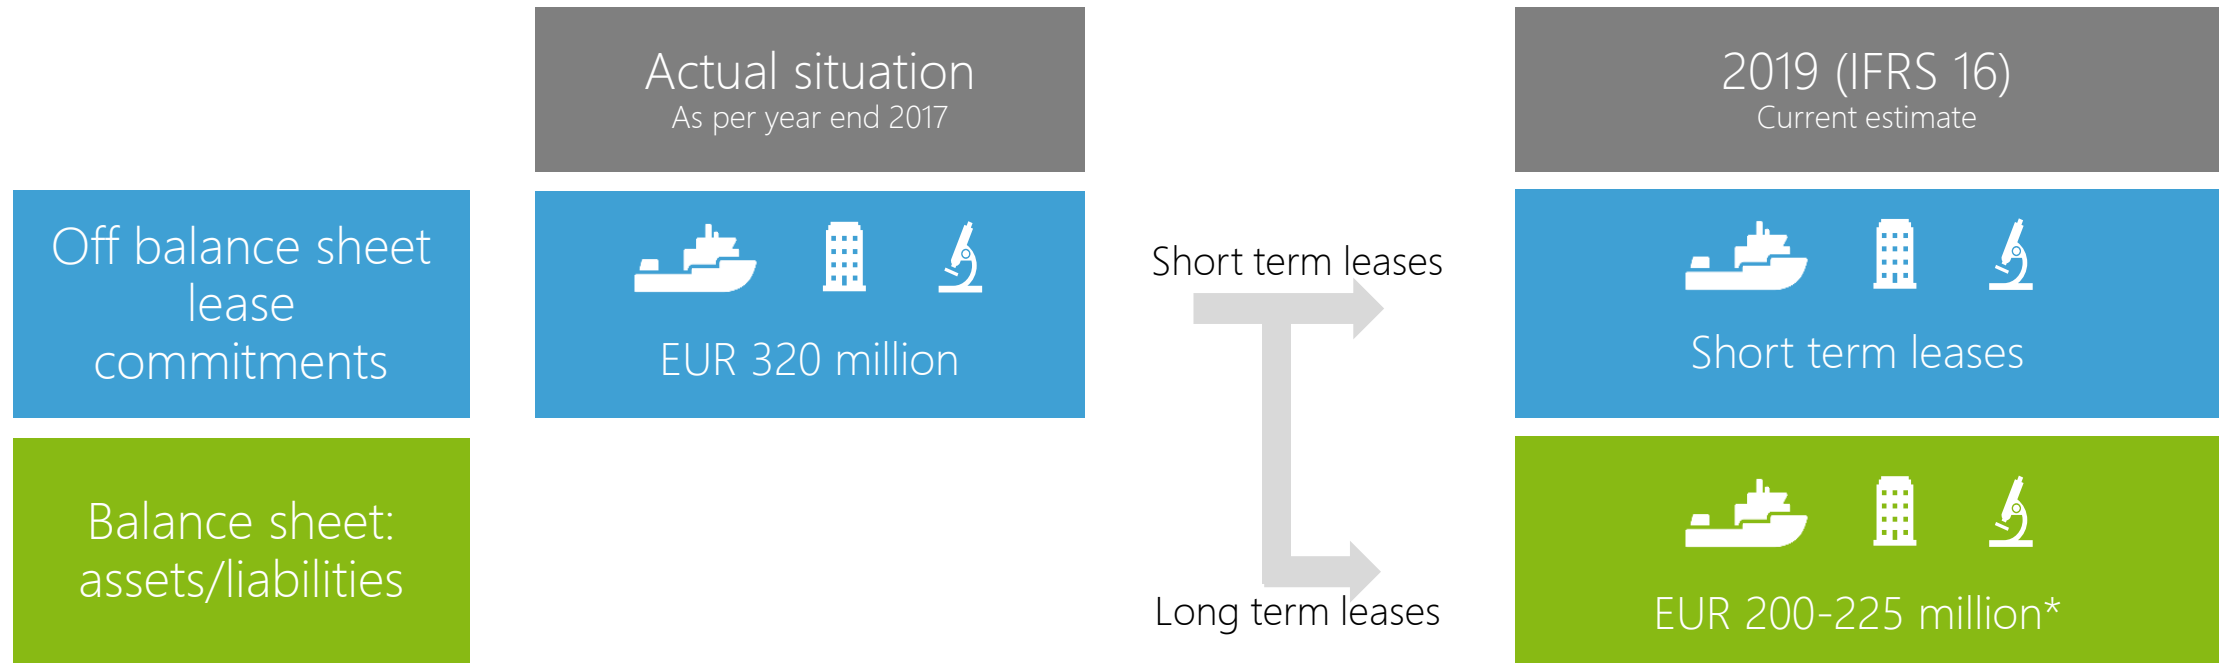 Actual situation
As per year end 2017
2019 (IFRS 16)
Current estimate
Off balance sheet
lease
commitments
EUR 320 million
Short term leases
Short term leases
Balance sheet:
assets/liabilities
Long term leases
EUR 200-225 million*